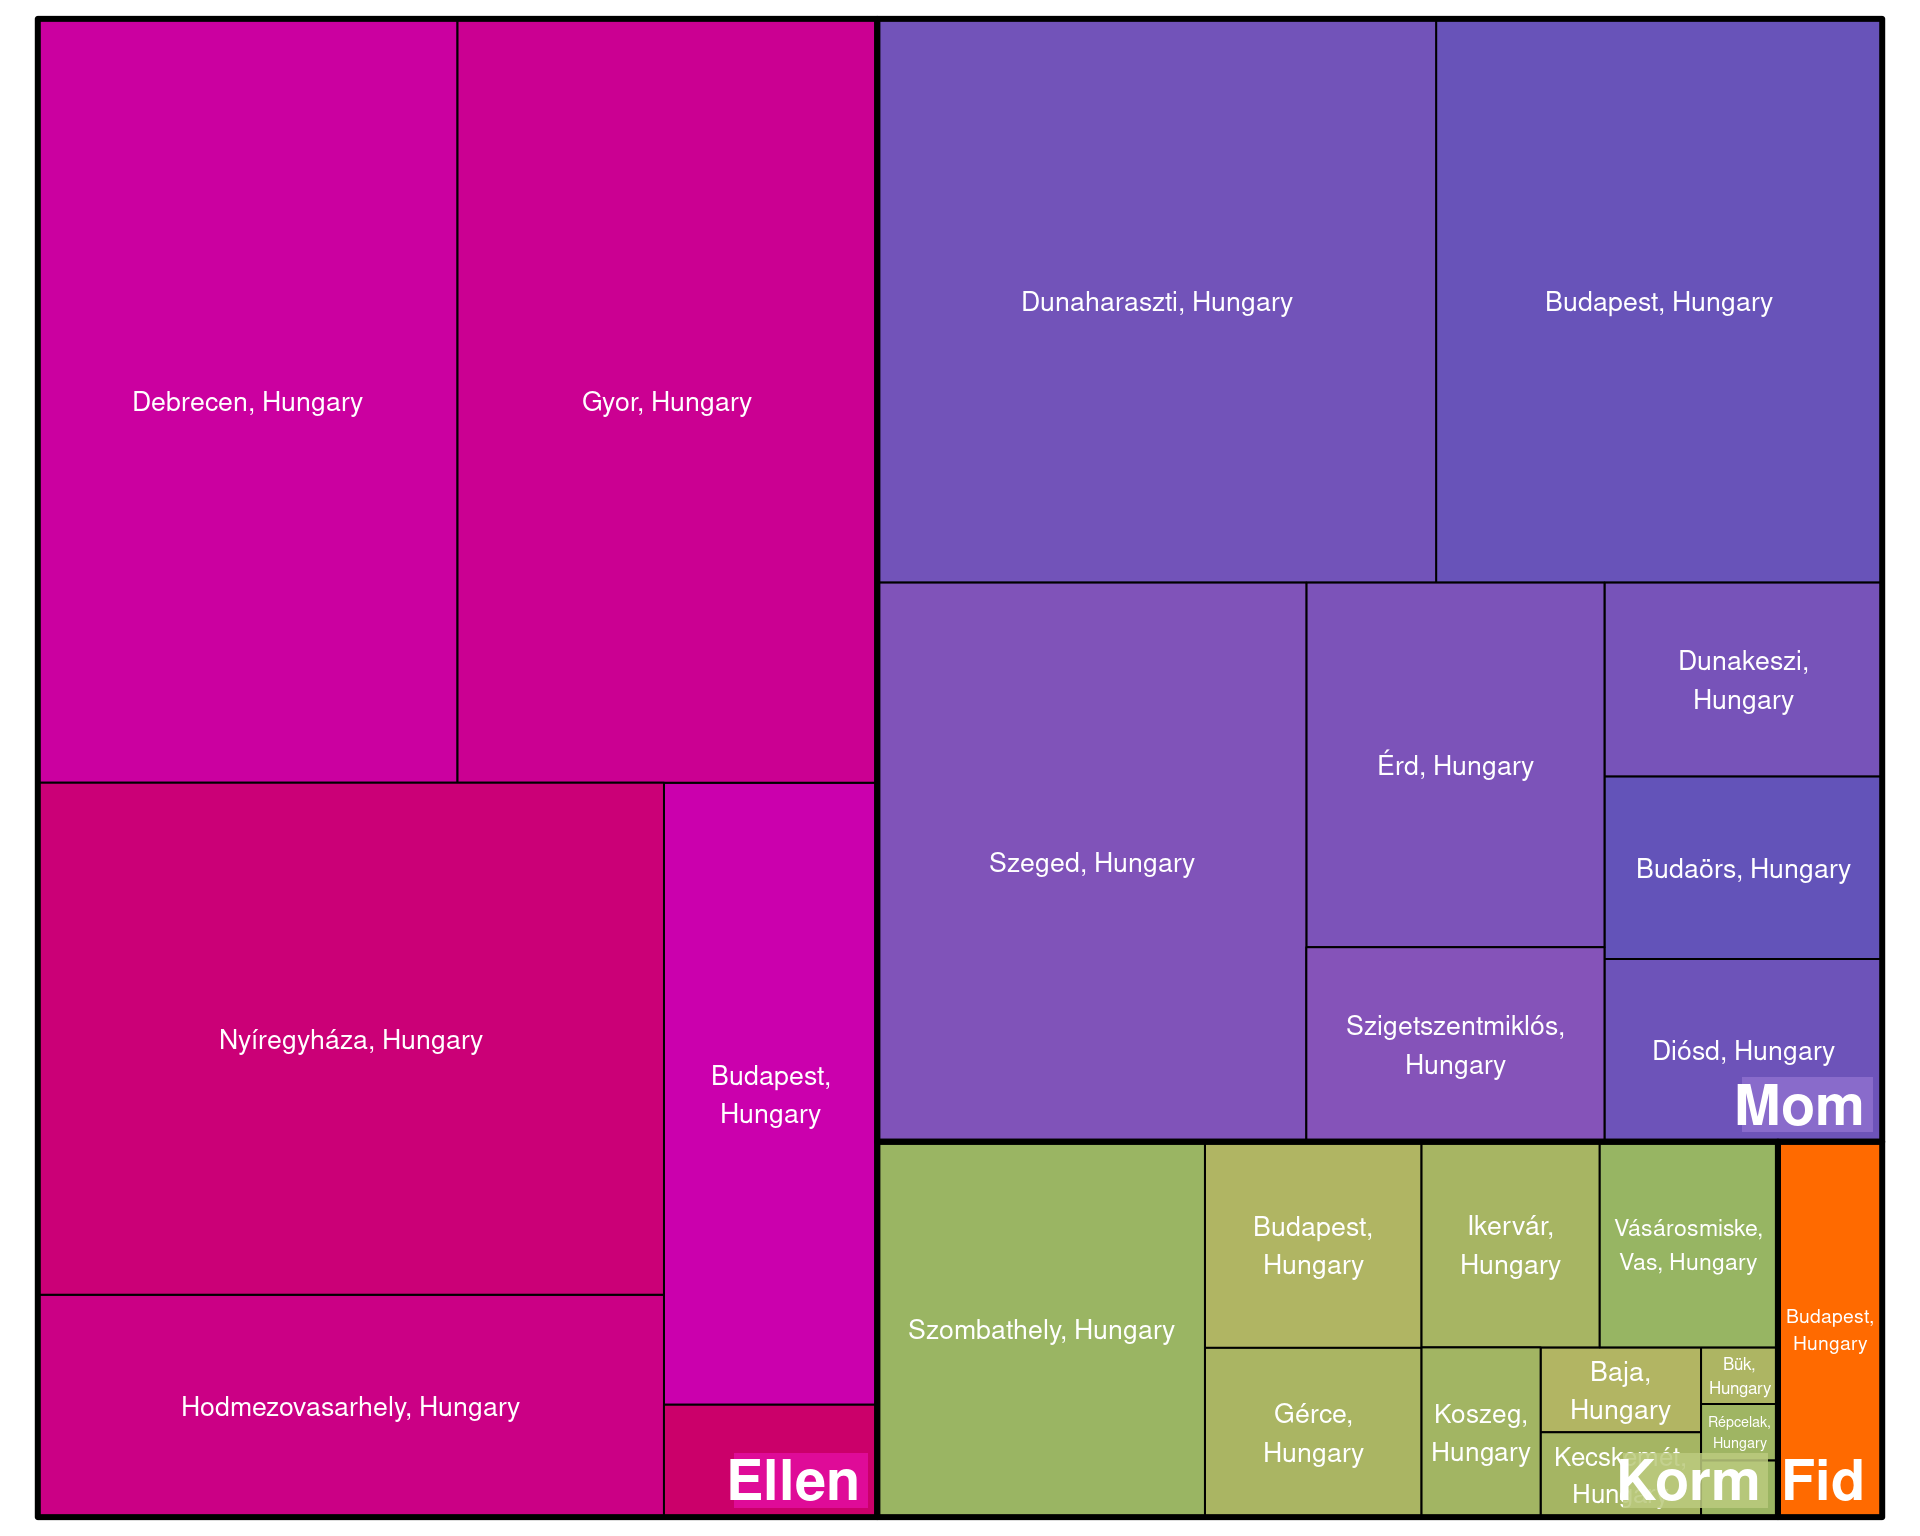 Debrecen, Hungary
Gyor, Hungary
Nyíregyháza, Hungary
Budapest,
Hungary
Hodmezovasarhely, Hungary
Ellen
Dunaharaszti, Hungary
Budapest, Hungary
Szeged, Hungary
Érd, Hungary
Dunakeszi,
Hungary
Budaörs, Hungary
Szigetszentmiklós,
Hungary
Diósd, Hungary
Mom
Szombathely, Hungary
Budapest,
Hungary
Ikervár,
Hungary
Vásárosmiske,
Vas, Hungary
Gérce,
Hungary
Koszeg,
Hungary
Baja,
Hungary
Bük,
Hungary
Répcelak,
Hungary
Kecskemét,
Hungary
Korm
Budapest,
Hungary
Fid